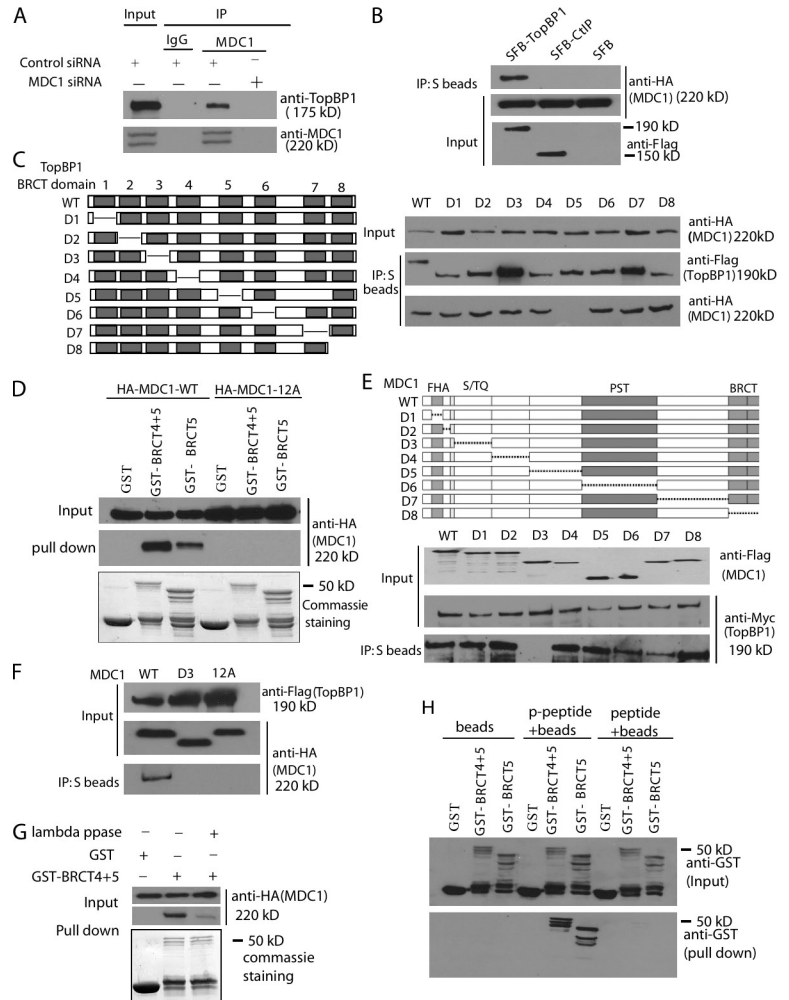 A
Input IP
IgG MDC1
Control siRNA + + + –
MDC1 siRNA – – – +
anti-TopBP1
( 175 kD)
anti-MDC1
(220 kD)
B
SFB-TopBP1 SFB-CtIP SFB
IP: S beads
anti-HA
(MDC1) (220 kD)
Input
190 kD
anti-Flag
150 kD
C
TopBP1
BRCT domain 1 2 3 4 5 6 7 8
WT
D1
D2
D3
D4
D5
D6
D7
D8
WT D1 D2 D3 D4 D5 D6 D7 D8
Input
anti-HA
(MDC1) 220kD
IP: S
beads
anti-Flag
(TopBP1) 190kD
anti-HA
(MDC1) 220kD
D
HA-MDC1-WT HA-MDC1-12A
GST GST- BRCT4+5 GST- BRCT5 GST GST- BRCT4+5 GST- BRCT5
Input
pull down
anti-HA
(MDC1)
220 kD
50 kD
Commassie
staining
E
MDC1 FHA S/TQ PST BRCT
WT
D1
D2
D3
D4
D5
D6
D7
D8
WT D1 D2 D3 D4 D5 D6 D7 D8
Input
anti-Flag
(MDC1)
anti-Myc
(TopBP1)
190 kD
IP: S beads
F
MDC1 WT D3 12A
Input
anti-Flag (TopBP1)
190 kD
anti-HA
(MDC1)
220 kD
IP: S beads
G
lambda ppase – – +
GST + – –
GST-BRCT4+5 – + +
Input
anti-HA(MDC1)
220 kD
Pull down
50 kD
commassie
staining
H
beads p-peptide +beads peptide +beads
GST GST- BRCT4+5 GST- BRCT5 GST GST- BRCT4+5 GST- BRCT5 GST GST- BRCT4+5 GST- BRCT5
50 kD
anti-GST
(Input)
50 kD
anti-GST
(pull down)